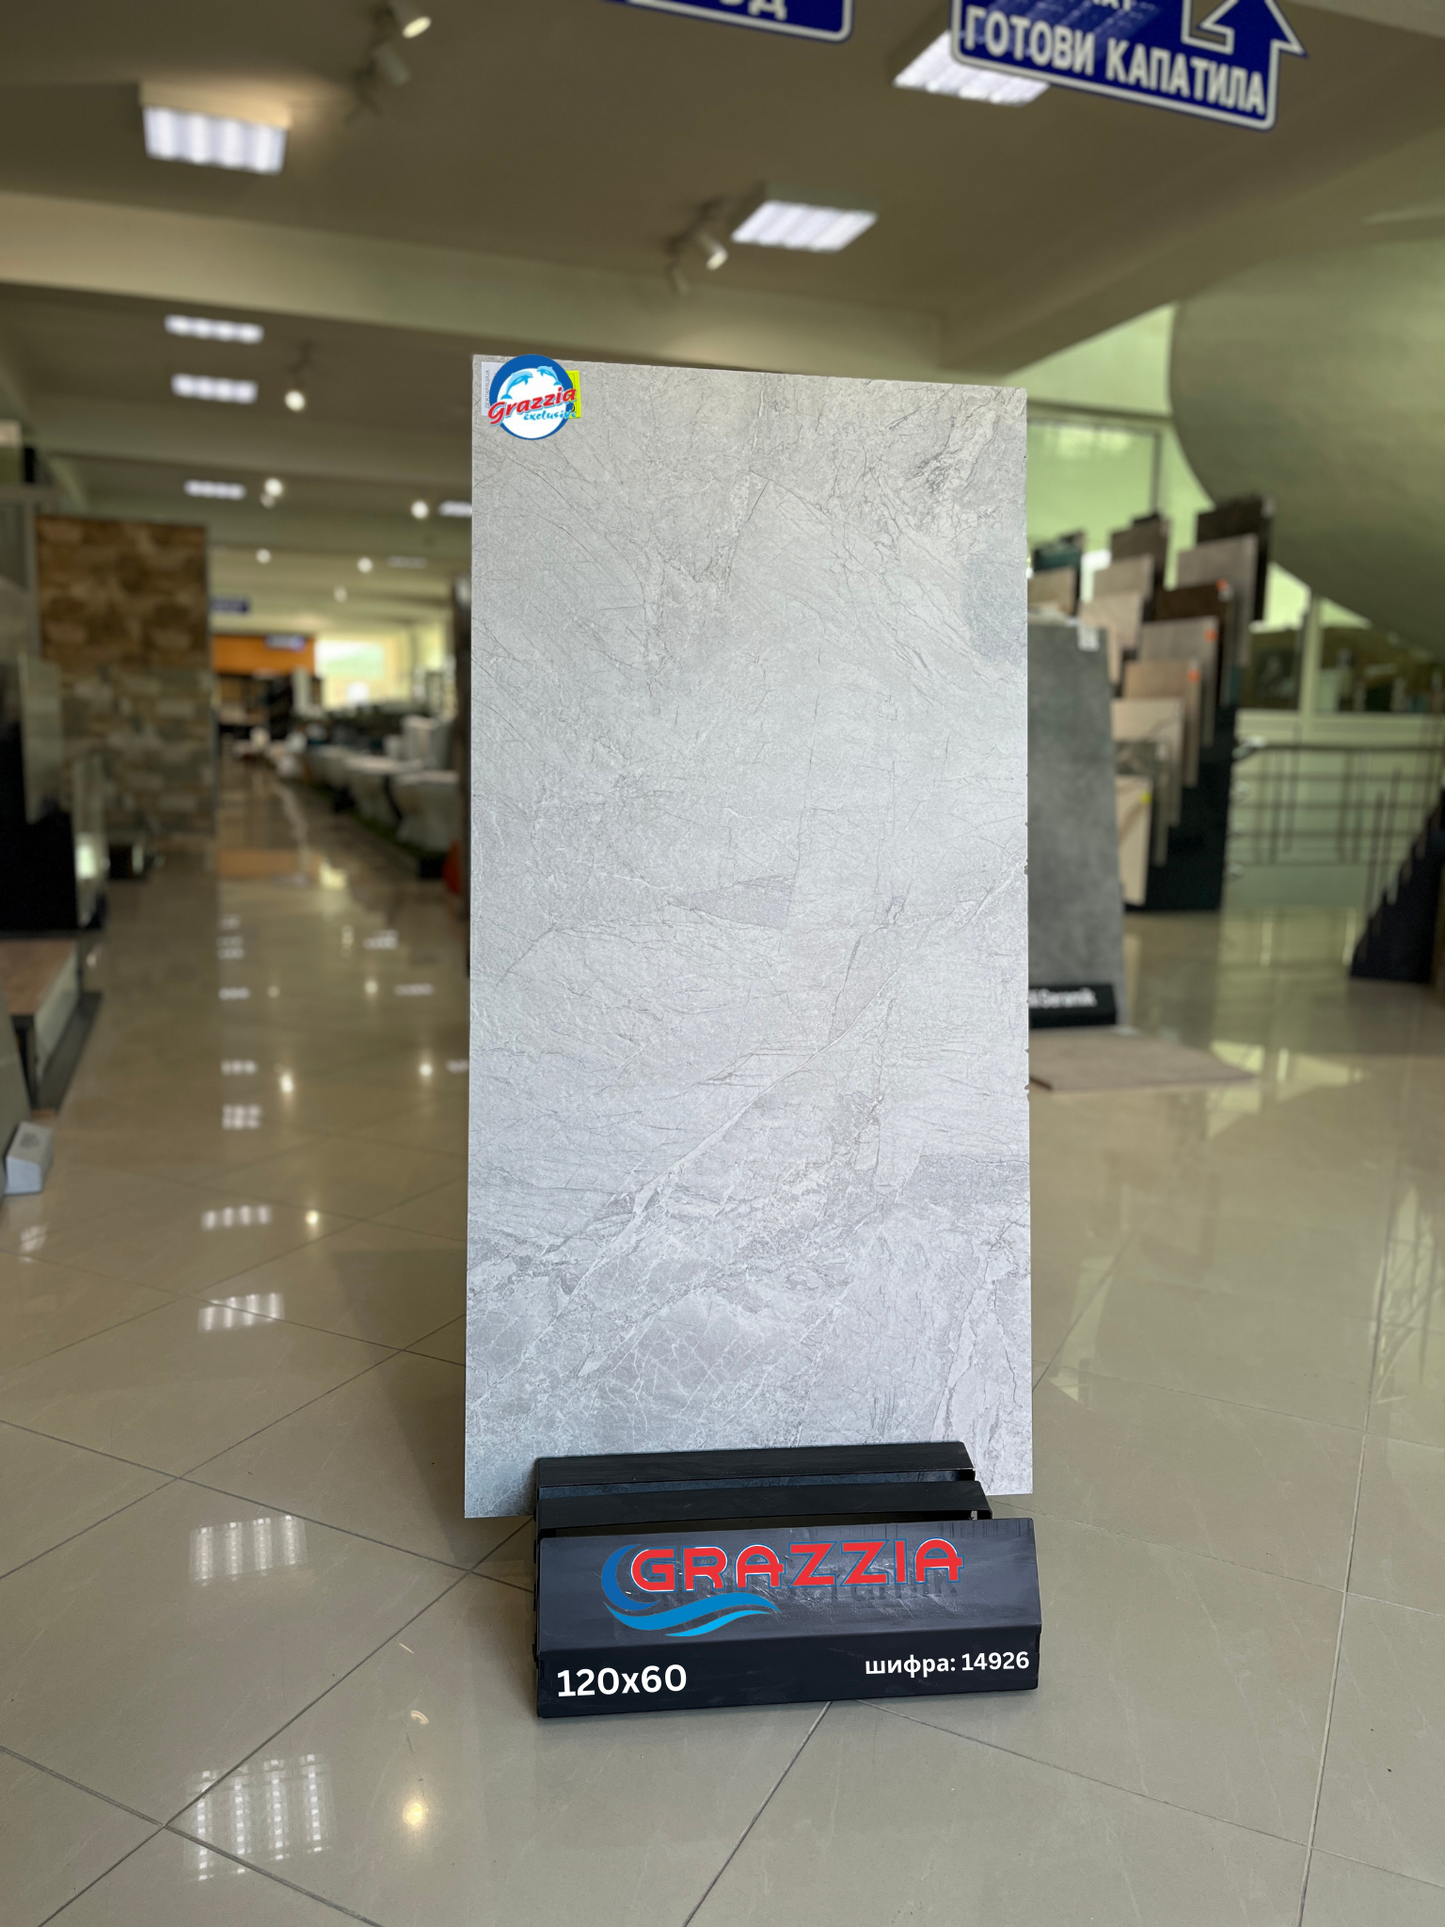 ГОТОВИ КАПАТИЛА
Grazzia
exclusive
GRAZZIA
120x60
шифра: 14926